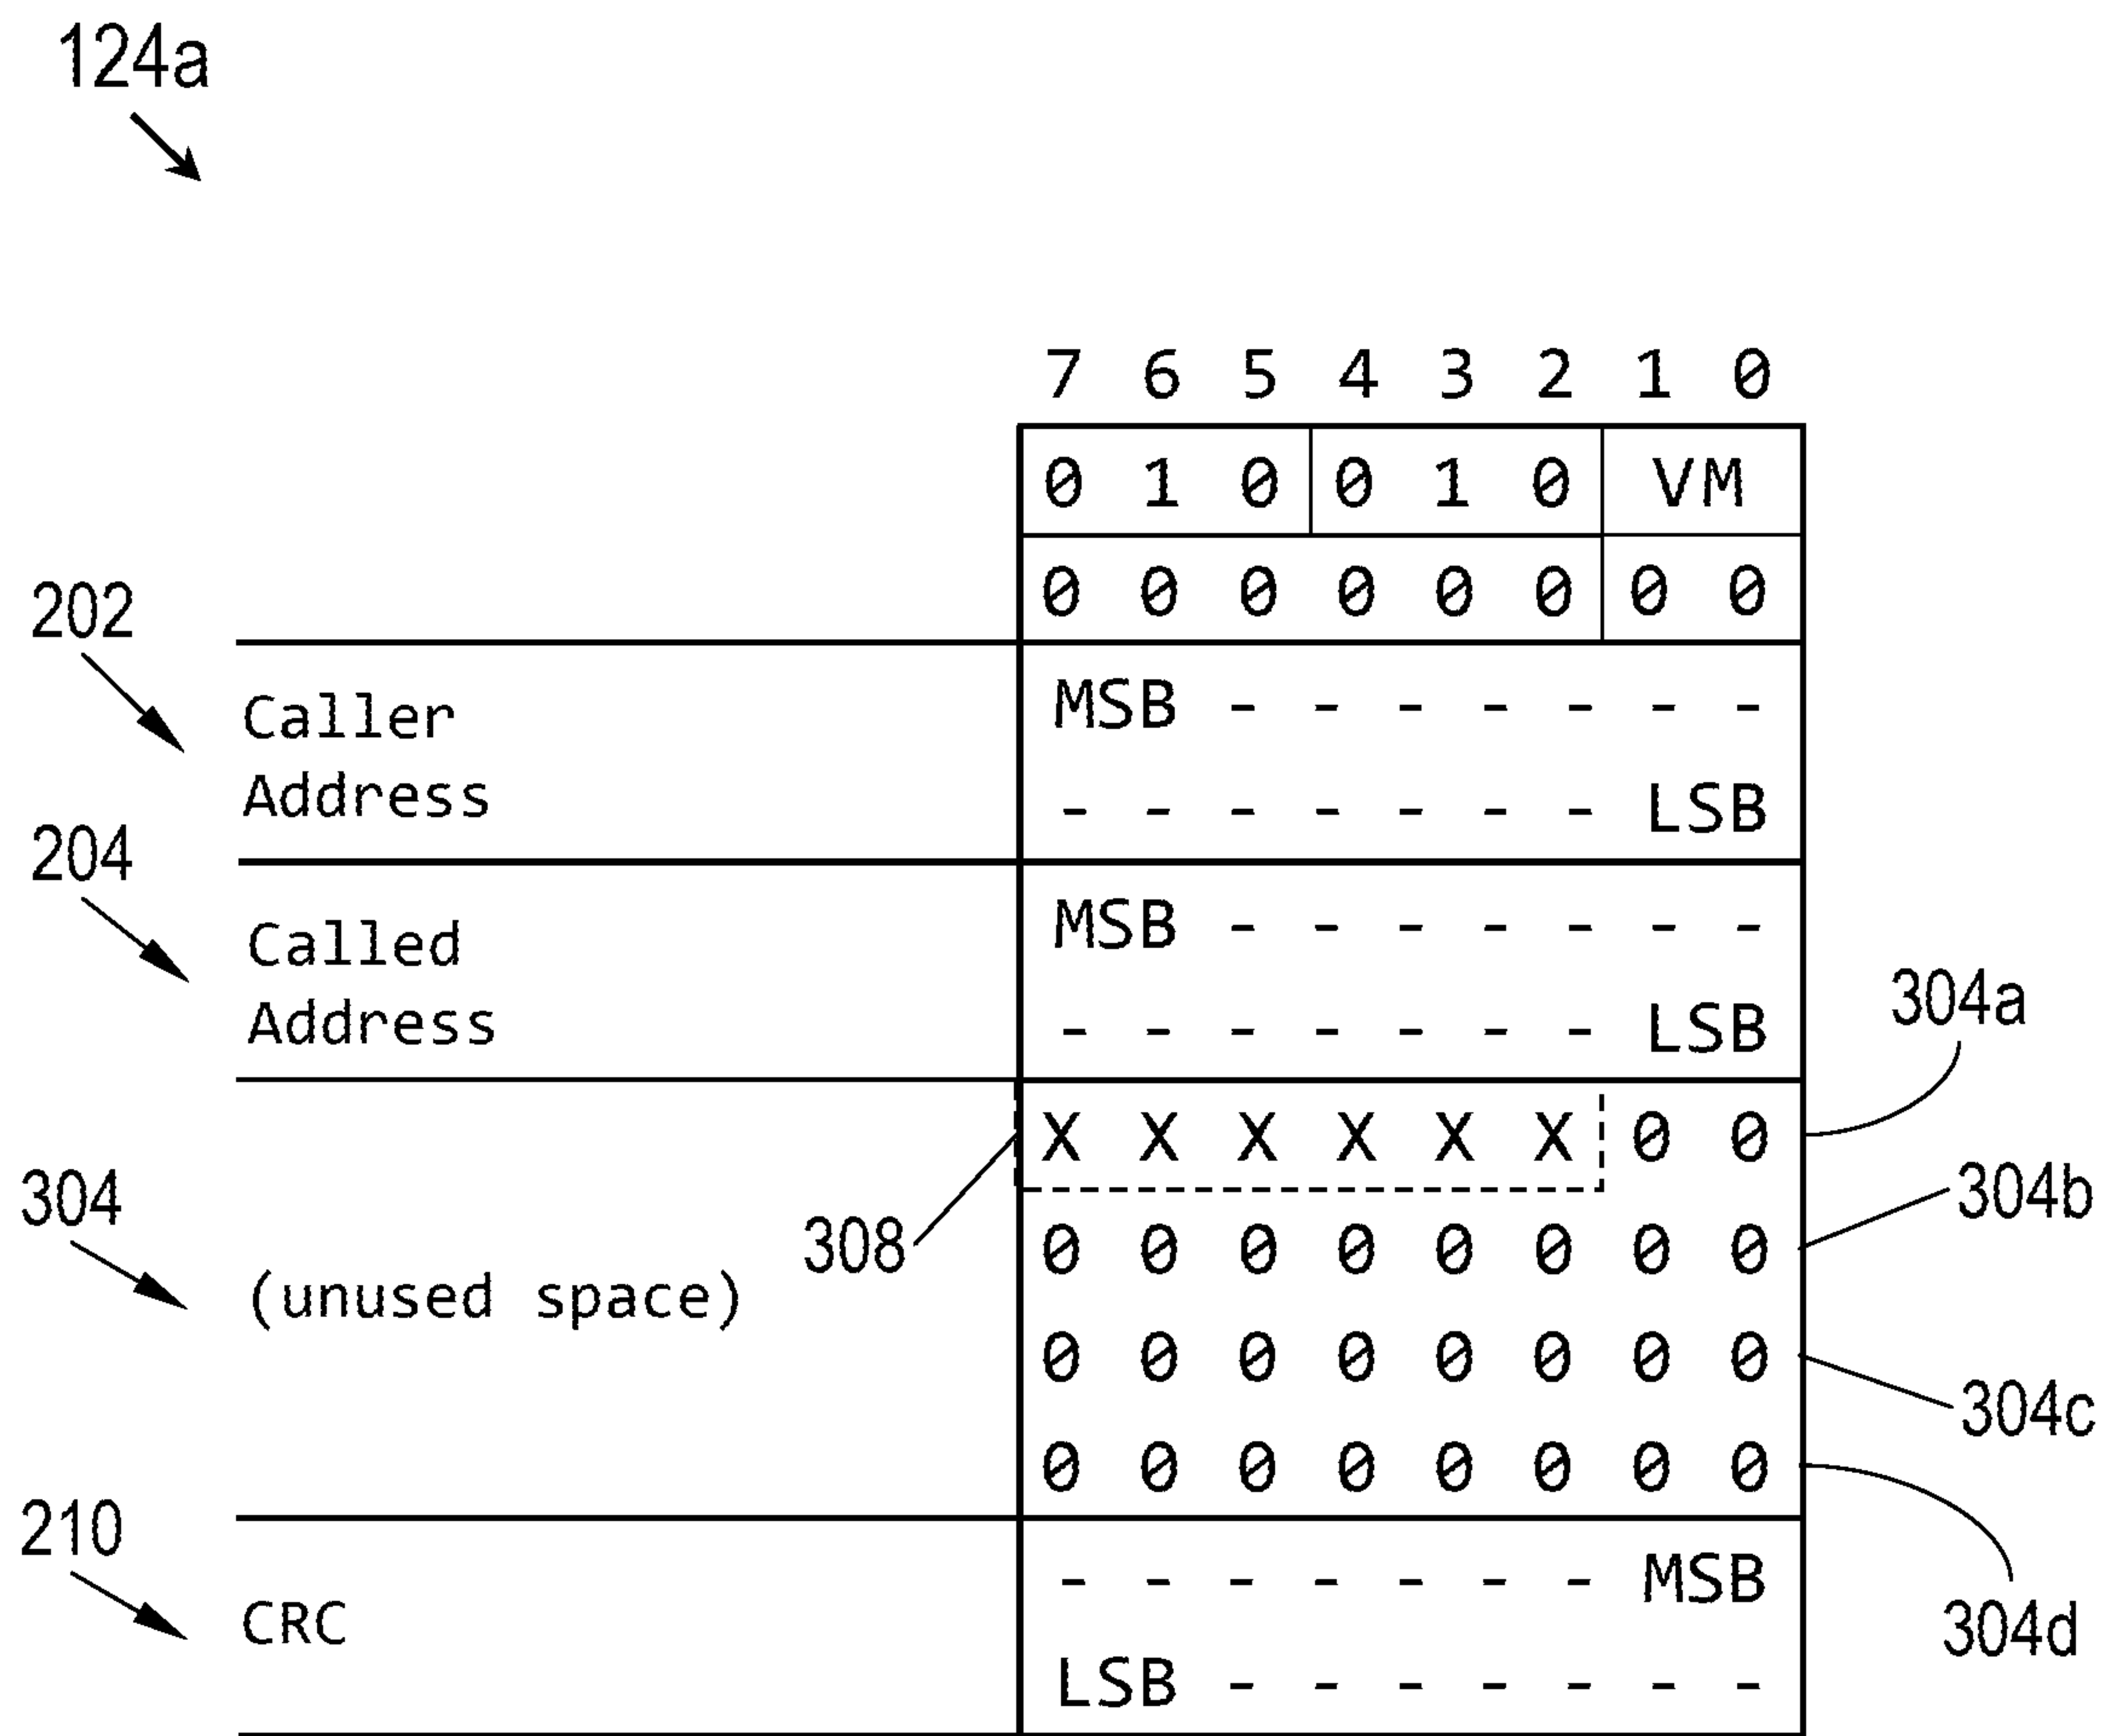 124a
7 6 5 4 3 2 1 0
0 1 0 0 1 0 VM
0 0 0 0 0 0 0 0
202
Caller MSB - - - - - - -
Address - - - - - - - LSB
204
Called MSB - - - - - - -
Address - - - - - - - LSB
304a
X X X X X X 0 0
304 308 0 0 0 0 0 0 0 0 304b
(unused space)
0 0 0 0 0 0 0 0
304c
0 0 0 0 0 0 0 0
210
- - - - - - - MSB
CRC 304d
LSB - - - - - - -